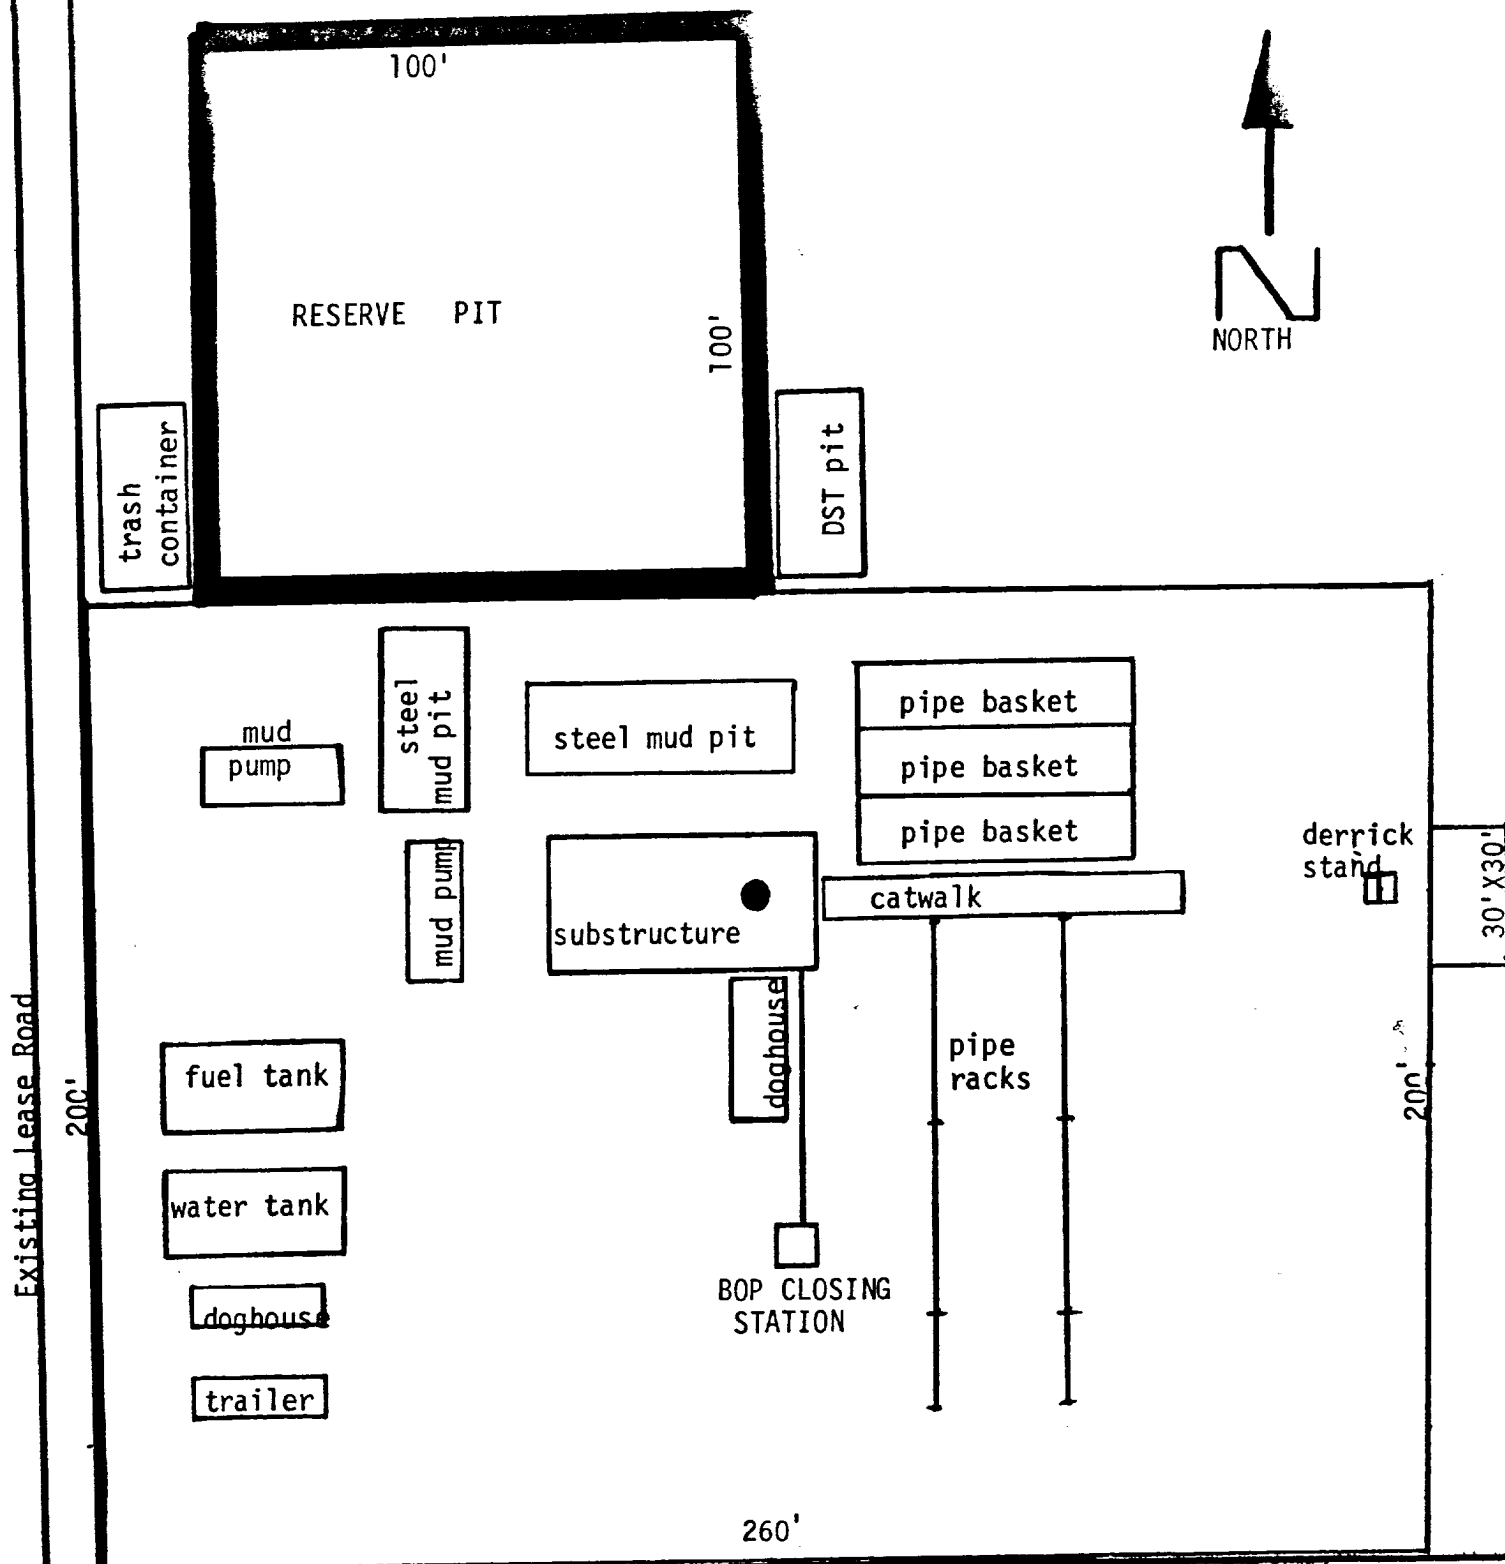 100'
RESERVE PIT
100'
N
NORTH
trash
container
DST pit
mud
pump
steel
mud pit
steel mud pit
pipe basket
pipe basket
pipe basket
mud pump
substructure
catwalk
derrick
stand
30'X30'
doghouse
pipe
racks
fuel tank
Existing Lease Road
200'
200'
water tank
BOP CLOSING
STATION
doghouse
trailer
260'